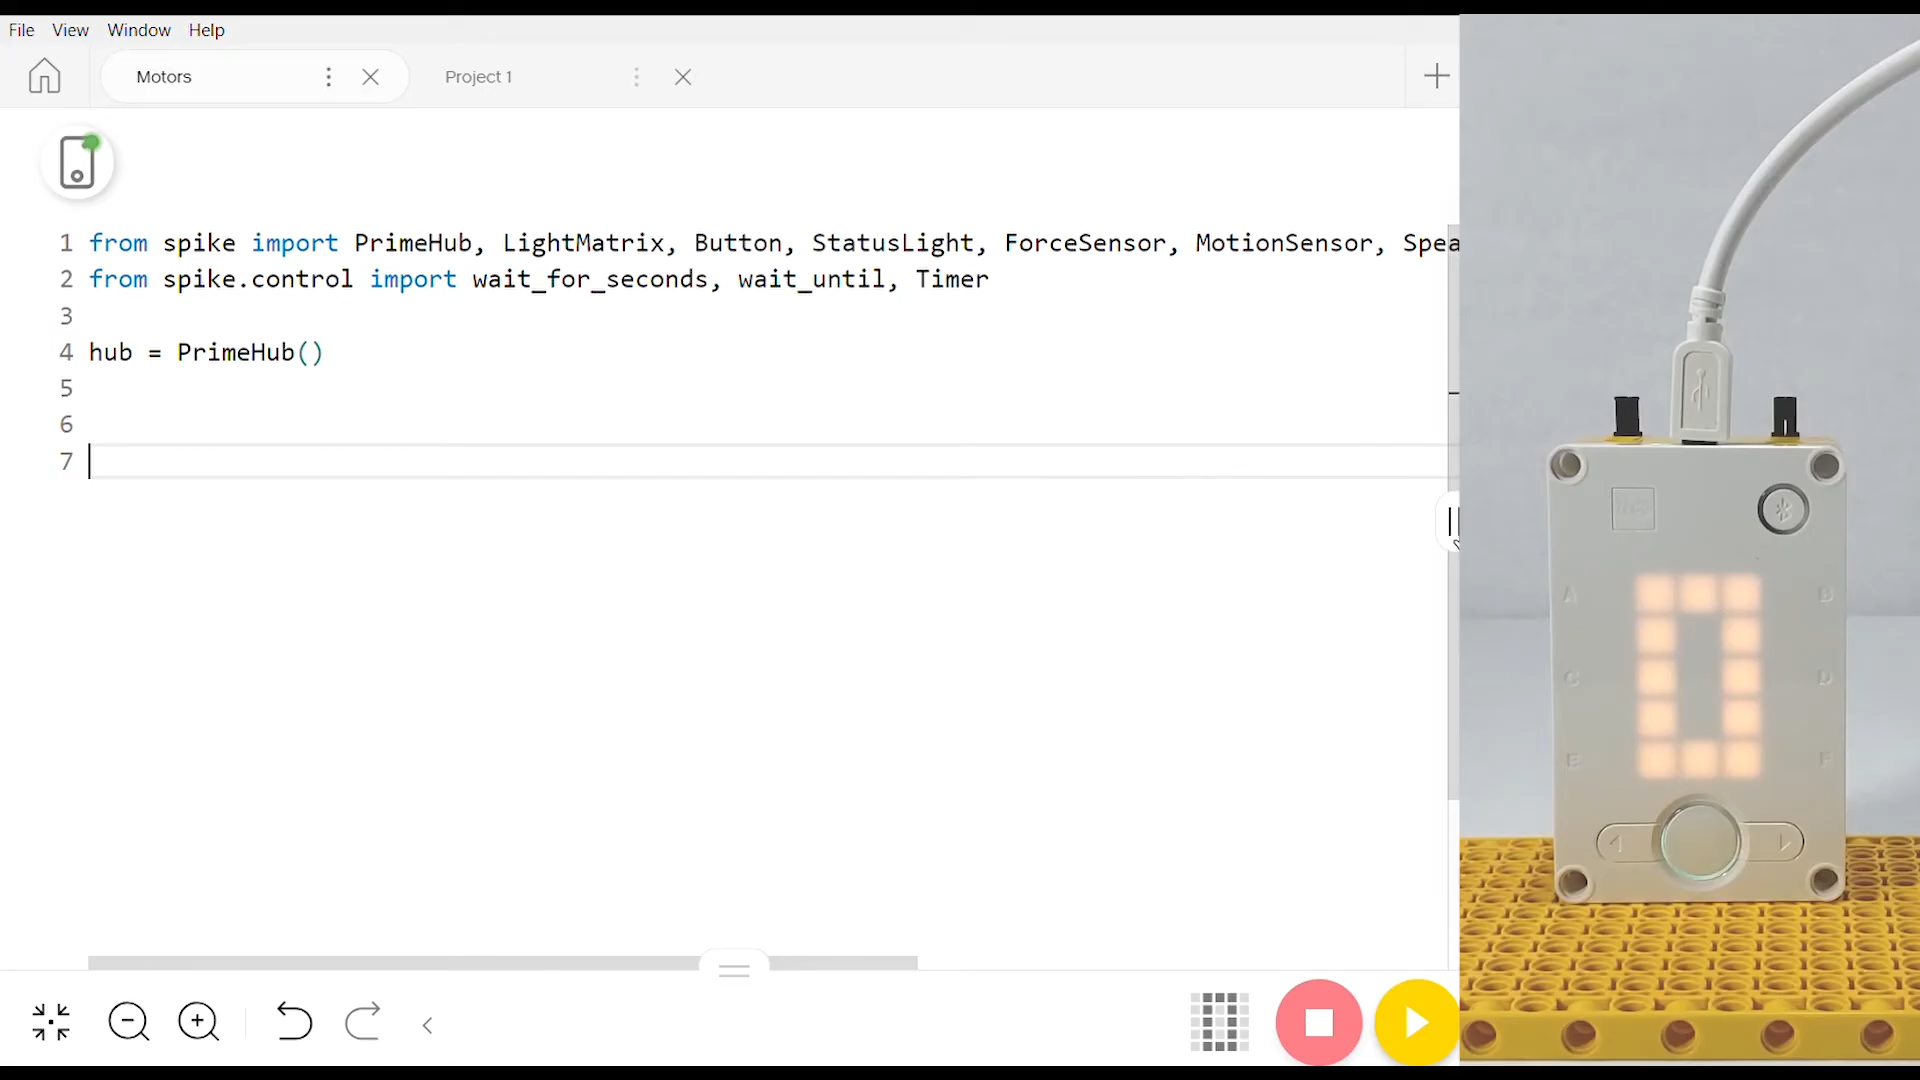 File View Window Help
Motors
Project 1
1 from spike import PrimeHub, LightMatrix, Button, StatusLight, ForceSensor, MotionSensor, Spea
2 from spike.control import wait_for_seconds, wait_until, Timer
3
4 hub = PrimeHub()
5
6
7
A B
C D
E F